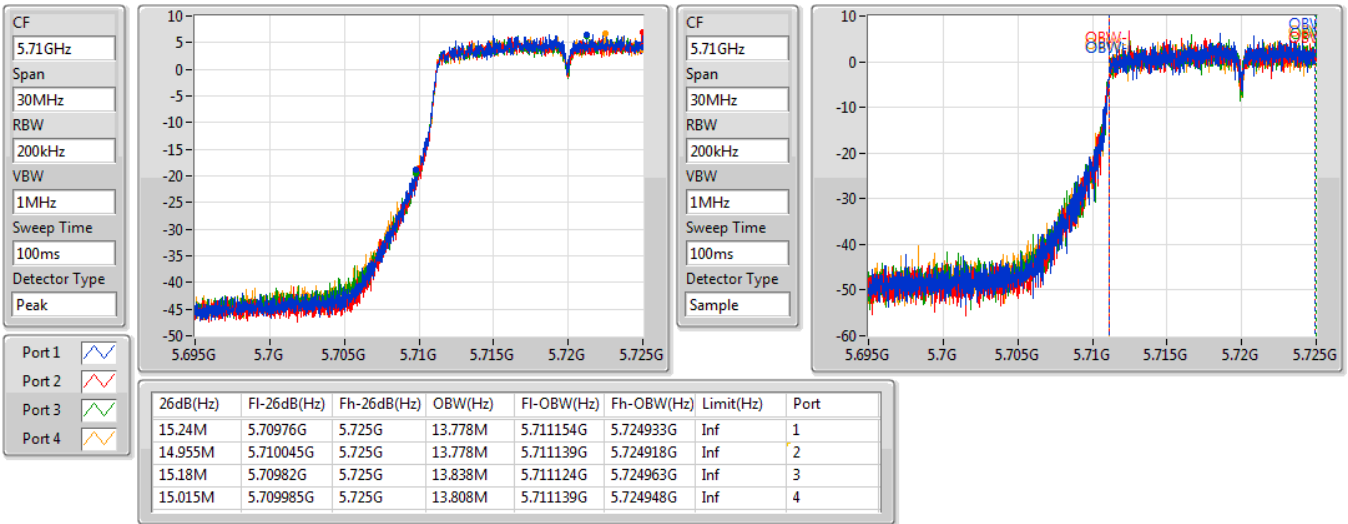 CF
5.71GHz
Span
30MHz
RBW
200kHz
VBW
1MHz
Sweep Time
100ms
Detector Type
Peak
10
5
0
-5
-10
-15
-20
-25
-30
-35
-40
-45
-50
5.695G 5.7G 5.705G 5.71G 5.715G 5.72G 5.725G
CF
5.71GHz
Span
30MHz
RBW
200kHz
VBW
1MHz
Sweep Time
100ms
Detector Type
Sample
10
0
-10
-20
-30
-40
-50
-60
OBW-l
OBW-l
OBW
OBW
5.695G 5.7G 5.705G 5.71G 5.715G 5.72G 5.725G
Port 1
Port 2
Port 3
Port 4
26dB(Hz) Fl-26dB(Hz) Fh-26dB(Hz) OBW(Hz) Fl-OBW(Hz) Fh-OBW(Hz) Limit(Hz) Port
15.24M 5.70976G 5.725G 13.778M 5.711154G 5.724933G Inf 1
14.955M 5.710045G 5.725G 13.778M 5.711139G 5.724918G Inf 2
15.18M 5.70982G 5.725G 13.838M 5.711124G 5.724963G Inf 3
15.015M 5.709985G 5.725G 13.808M 5.711139G 5.724948G Inf 4